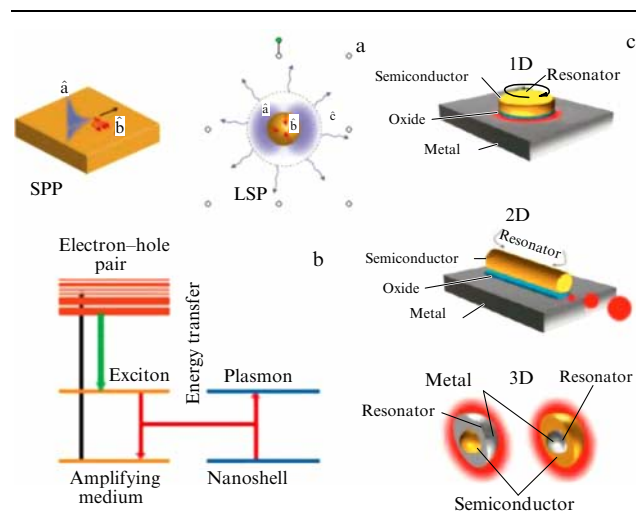 a
â
b̂
SPP
â
b̂
ĉ
LSP
b
Electron–hole
pair
Energy transfer
Exciton
Plasmon
Amplifying
medium
Nanoshell
c
1D
Semiconductor
Resonator
Oxide
Metal
2D
Resonator
Semiconductor
Oxide
Metal
Metal
3D
Resonator
Resonator
Semiconductor